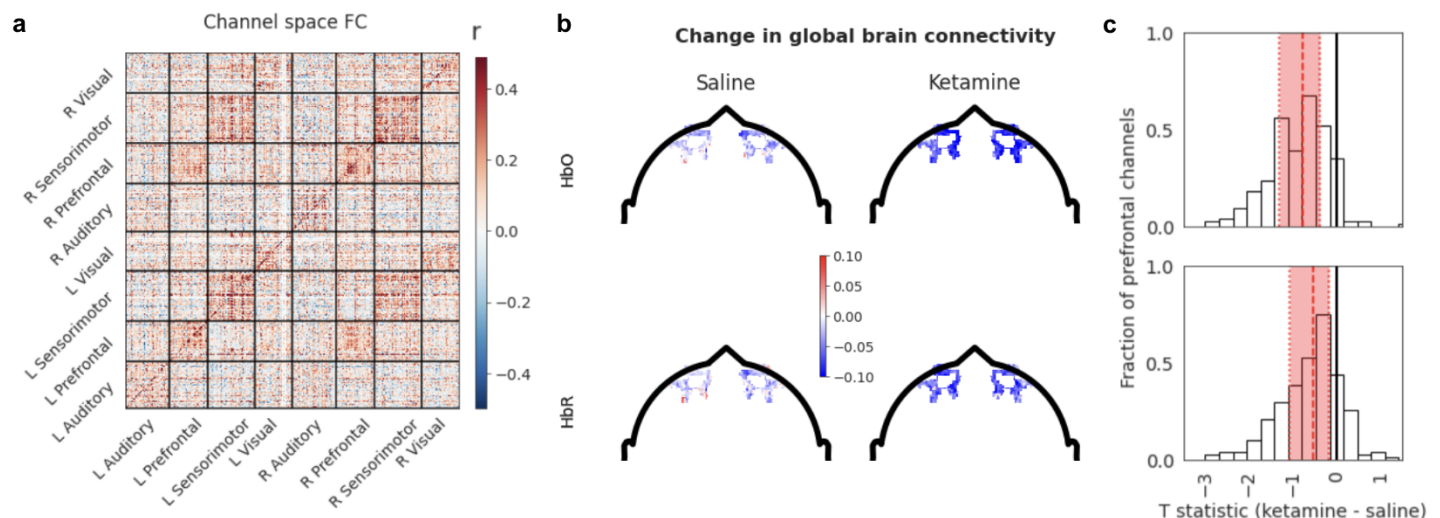 a
Channel space FC
r
R Visual
R Sensorimotor
R Prefrontal
R Auditory
L Visual
L Sensorimotor
L Prefrontal
L Auditory
L Auditory
L Prefrontal
L Sensorimotor
L Visual
R Auditory
R Prefrontal
R Sensorimotor
R Visual
0.4
0.2
0.0
−0.2
−0.4
b
Change in global brain connectivity
Saline
Ketamine
HbO
HbR
0.10
0.05
0.00
−0.05
−0.10
c
Fraction of prefrontal channels
1.0
0.5
0.0
1.0
0.5
0.0
−3
−2
−1
0
1
T statistic (ketamine - saline)